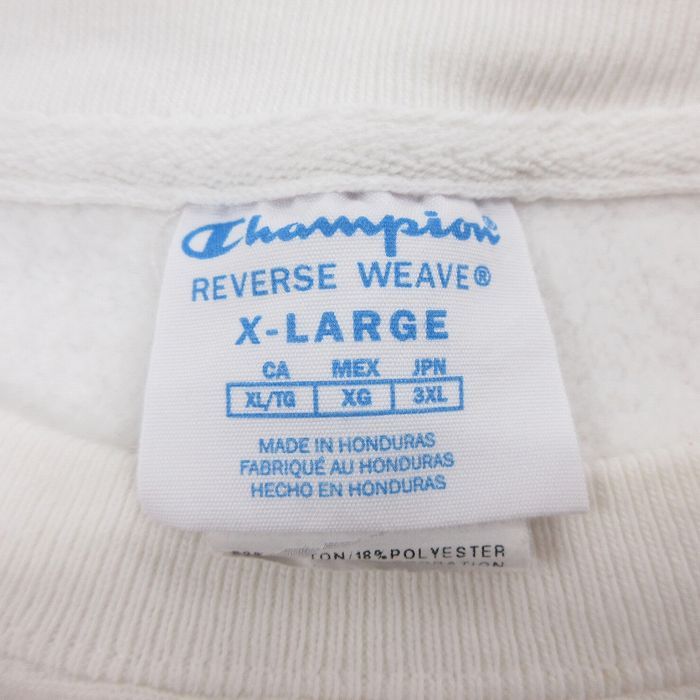 Champion
REVERSE WEAVE®
X-LARGE
CA MEX JPN
XL/TG XG 3XL
MADE IN HONDURAS
FABRIQUÉ AU HONDURAS
HECHO EN HONDURAS
TON/18%POLYESTER